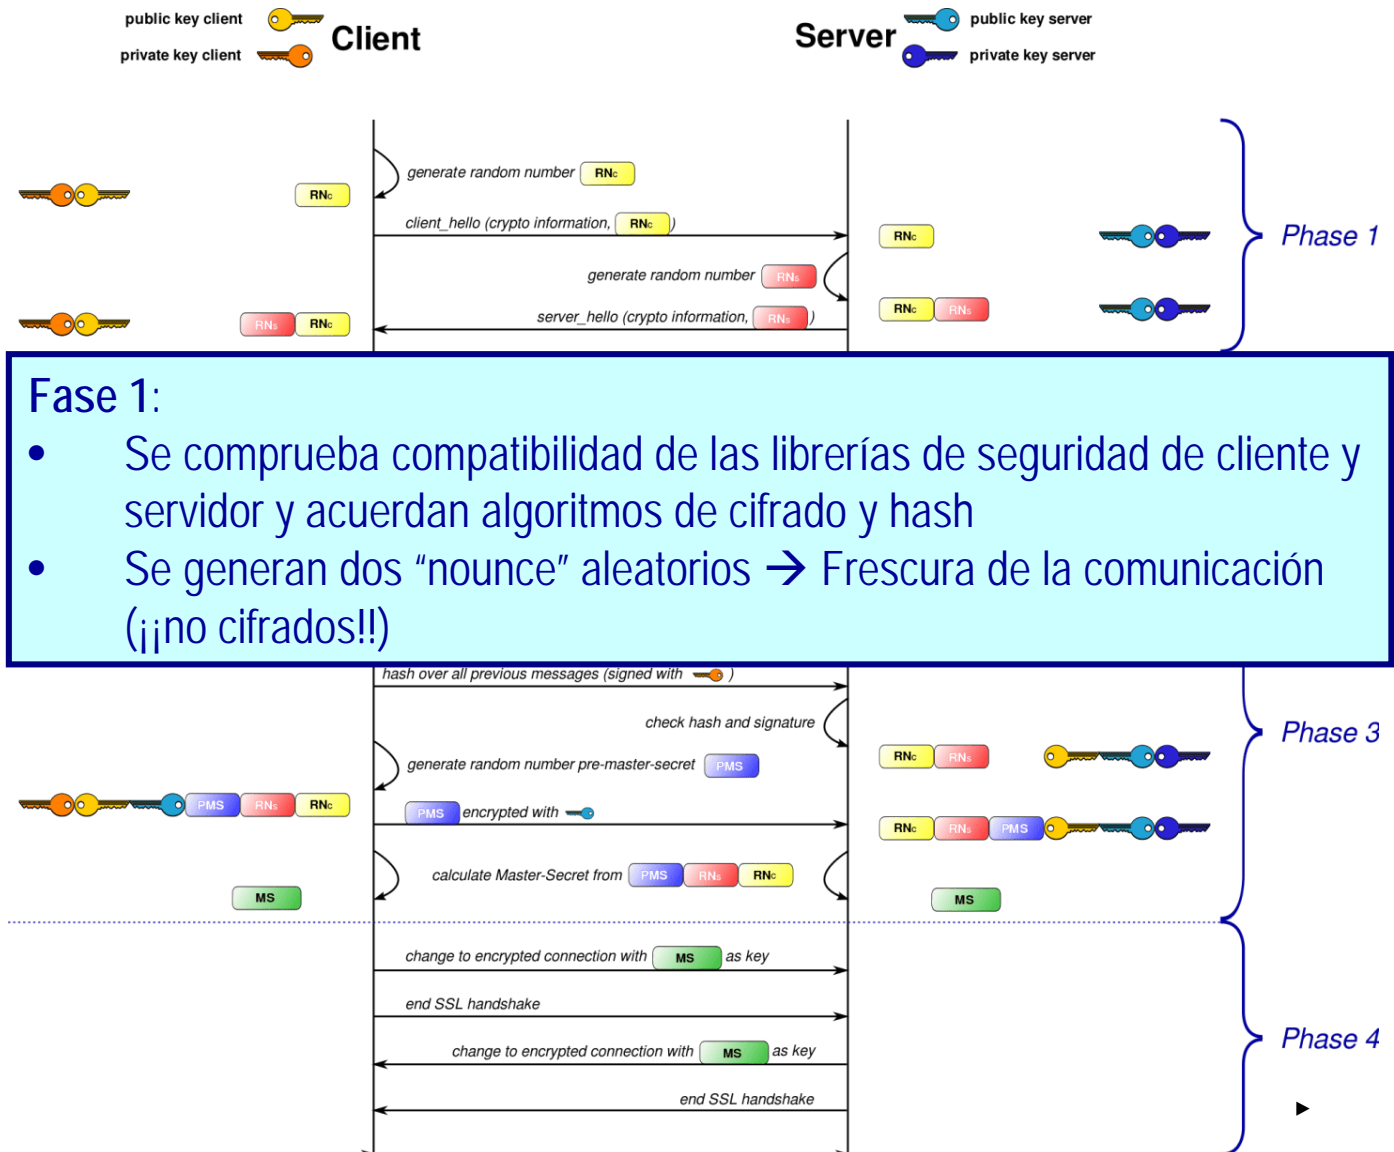 public key client
private key client
Client
Server
public key server
private key server
generate random number RNc
RNc
client_hello (crypto information, RNc )
RNc
Phase 1
generate random number RNs
RNc RNs
server_hello (crypto information, RNs )
RNs RNc
Fase 1:
• Se comprueba compatibilidad de las librerías de seguridad de cliente y
servidor y acuerdan algoritmos de cifrado y hash
• Se generan dos “nounce” aleatorios → Frescura de la comunicación
(¡¡no cifrados!!)
hash over all previous messages (signed with )
check hash and signature
Phase 3
RNc RNs
generate random number pre-master-secret PMS
PMS RNs RNc
PMS encrypted with
RNc RNs PMS
calculate Master-Secret from PMS RNs RNc
MS
MS
change to encrypted connection with MS as key
end SSL handshake
Phase 4
change to encrypted connection with MS as key
end SSL handshake